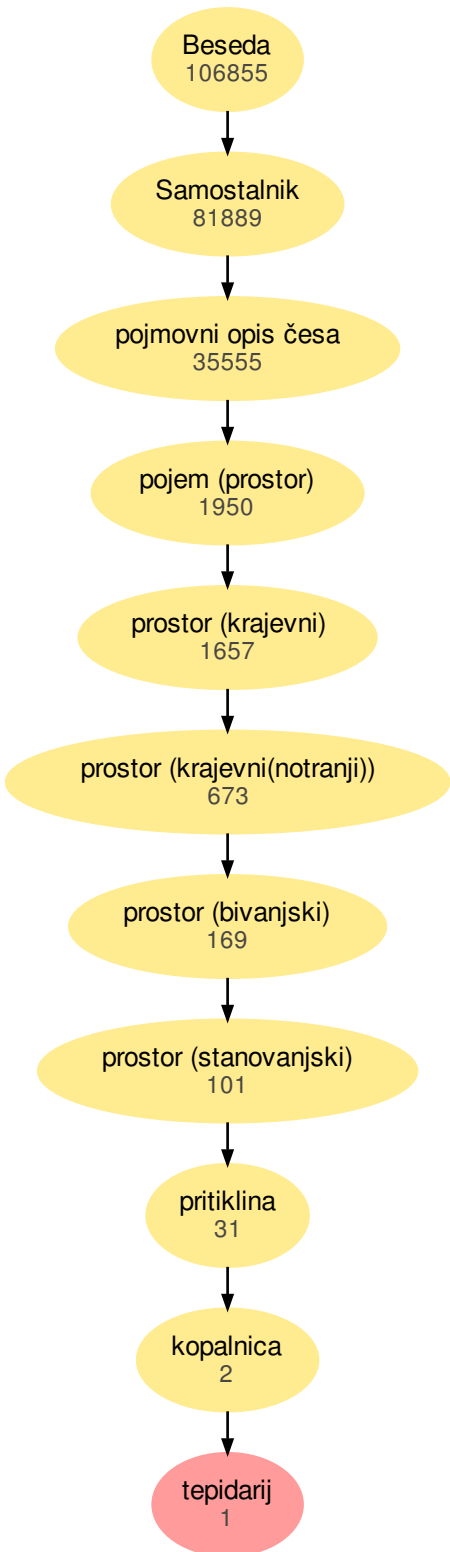 Beseda
106855
Samostalnik
81889
pojmovni opis česa
35555
pojem (prostor)
1950
prostor (krajevni)
1657
prostor (krajevni(notranji))
673
prostor (bivanjski)
169
prostor (stanovanjski)
101
pritiklina
31
kopalnica
2
tepidarij
1